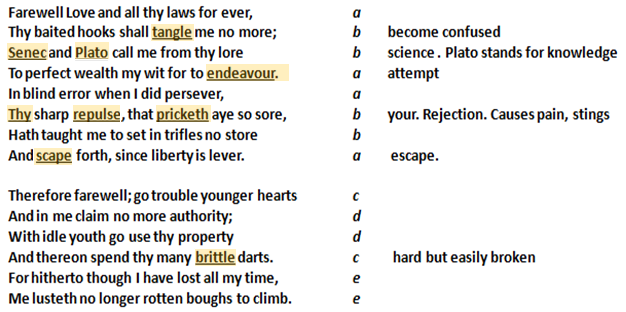 Farewell Love and all thy laws for ever, a
Thy baited hooks shall tangle me no more; b become confused
Senec and Plato call me from thy lore b science . Plato stands for knowledge
To perfect wealth my wit for to endeavour. a attempt
In blind error when I did persever, a
Thy sharp repulse, that pricketh aye so sore, b your. Rejection. Causes pain, stings
Hath taught me to set in trifles no store b
And scape forth, since liberty is lever. a escape.
Therefore farewell; go trouble younger hearts c
And in me claim no more authority; d
With idle youth go use thy property d
And thereon spend thy many brittle darts. c hard but easily broken
For hitherto though I have lost all my time, e
Me lusteth no longer rotten boughs to climb. e